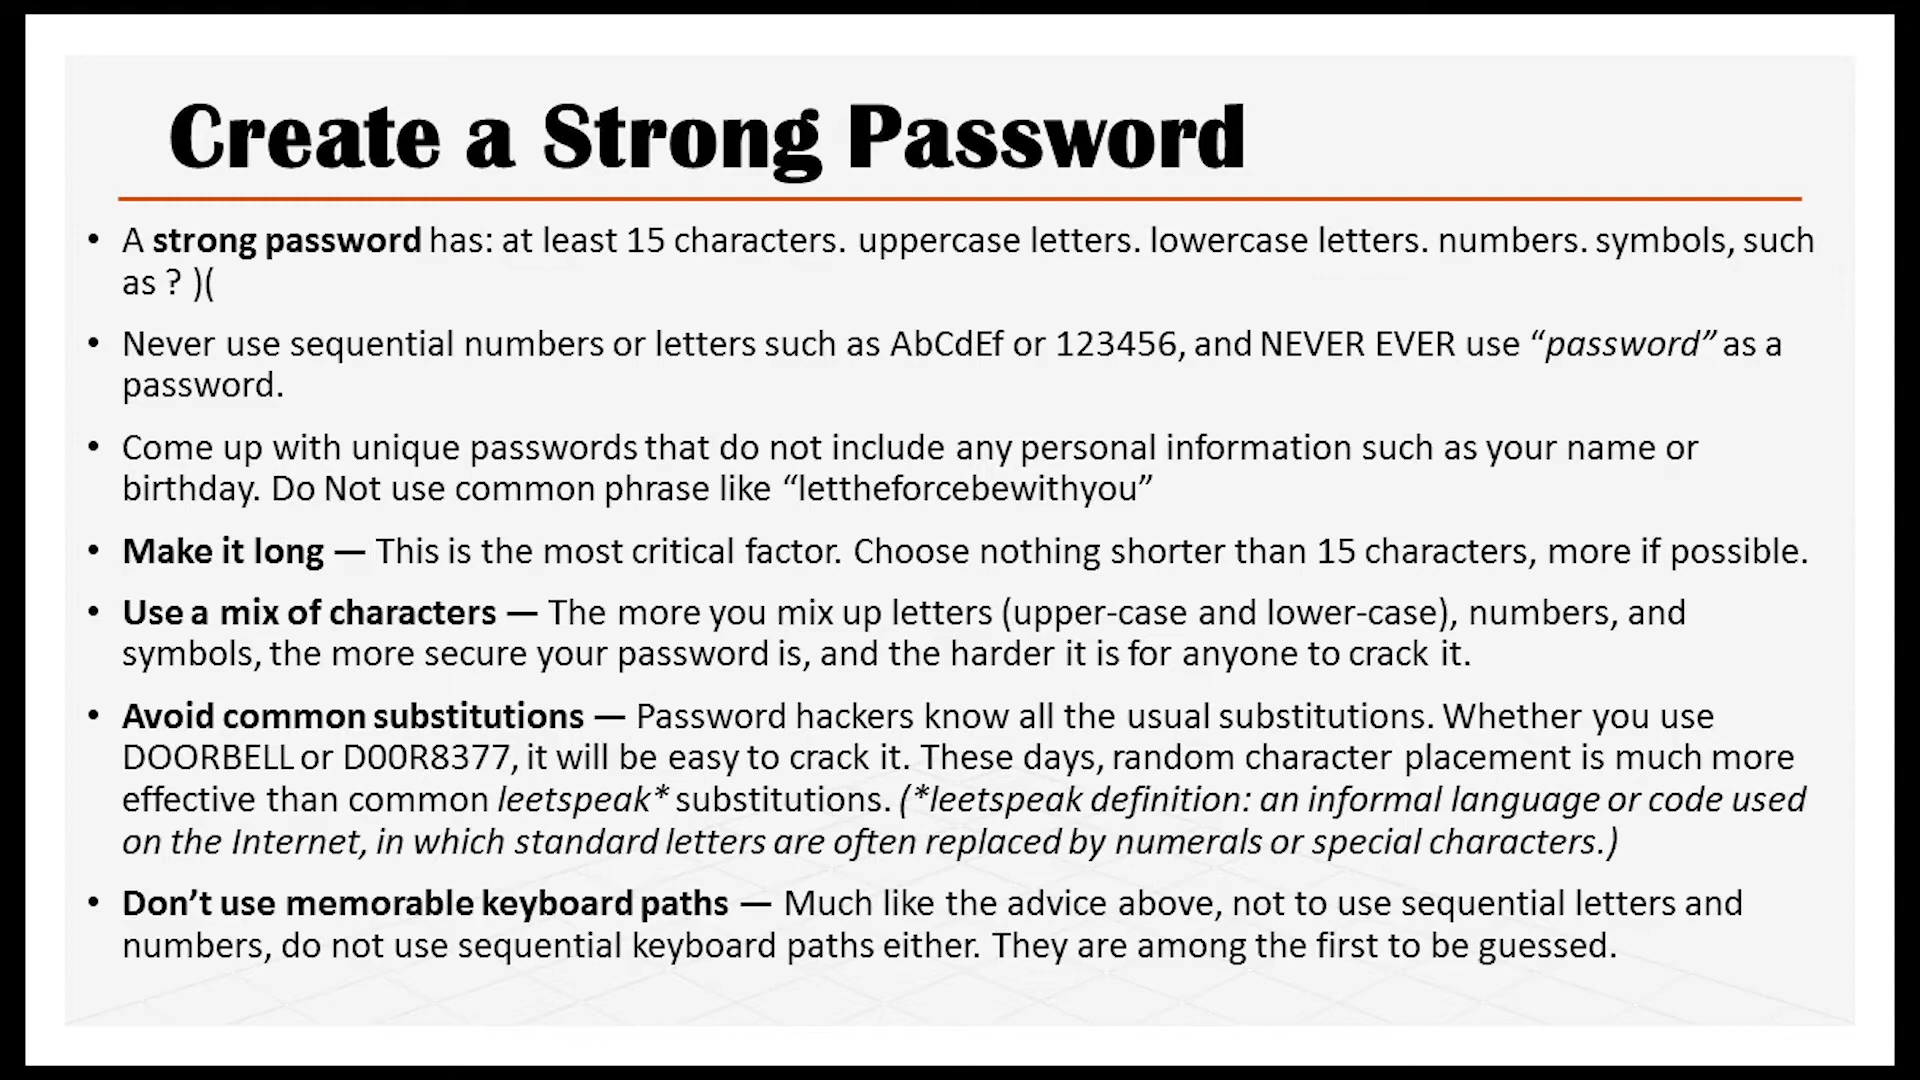 Create a Strong Password
• A strong password has: at least 15 characters. uppercase letters. lowercase letters. numbers. symbols, such
as ? )(
• Never use sequential numbers or letters such as AbCdEf or 123456, and NEVER EVER use “password” as a
password.
• Come up with unique passwords that do not include any personal information such as your name or
birthday. Do Not use common phrase like “lettheforcebewithyou”
• Make it long — This is the most critical factor. Choose nothing shorter than 15 characters, more if possible.
• Use a mix of characters — The more you mix up letters (upper-case and lower-case), numbers, and
symbols, the more secure your password is, and the harder it is for anyone to crack it.
• Avoid common substitutions — Password hackers know all the usual substitutions. Whether you use
DOORBELL or D00R8377, it will be easy to crack it. These days, random character placement is much more
effective than common leetspeak* substitutions. (*leetspeak definition: an informal language or code used
on the Internet, in which standard letters are often replaced by numerals or special characters.)
• Don’t use memorable keyboard paths — Much like the advice above, not to use sequential letters and
numbers, do not use sequential keyboard paths either. They are among the first to be guessed.